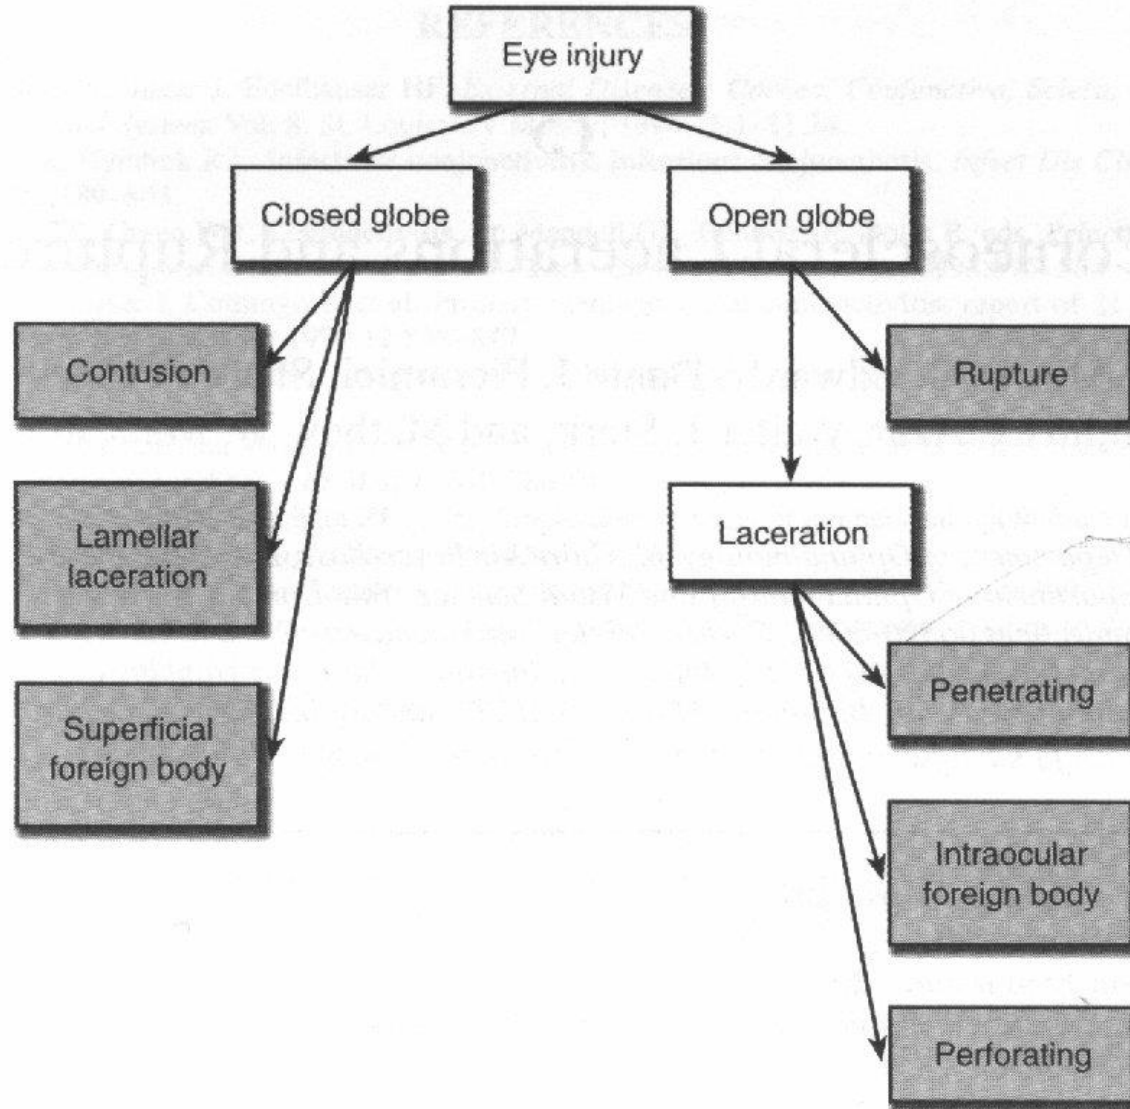 Eye injury
Closed globe
Open globe
Contusion
Rupture
Lamellar
laceration
Laceration
Superficial
foreign body
Penetrating
Intraocular
foreign body
Perforating